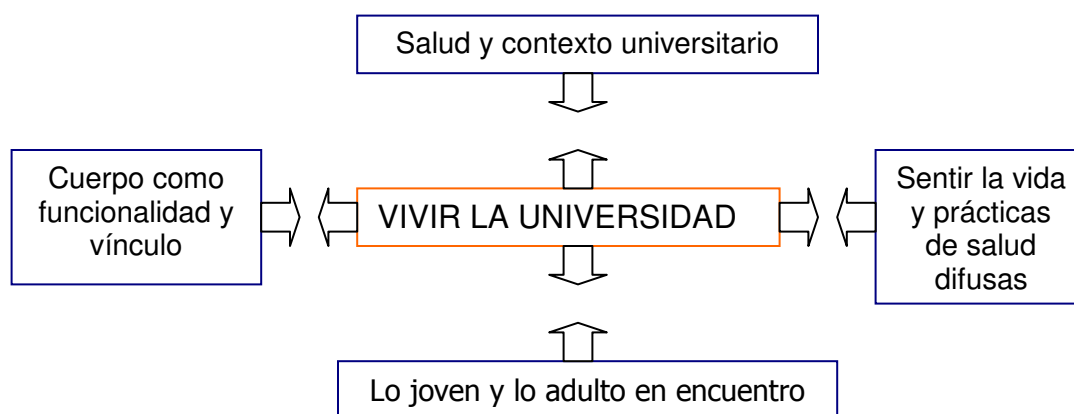 Salud y contexto universitario
Cuerpo como
funcionalidad y
vínculo
VIVIR LA UNIVERSIDAD
Sentir la vida
y prácticas
de salud
difusas
Lo joven y lo adulto en encuentro